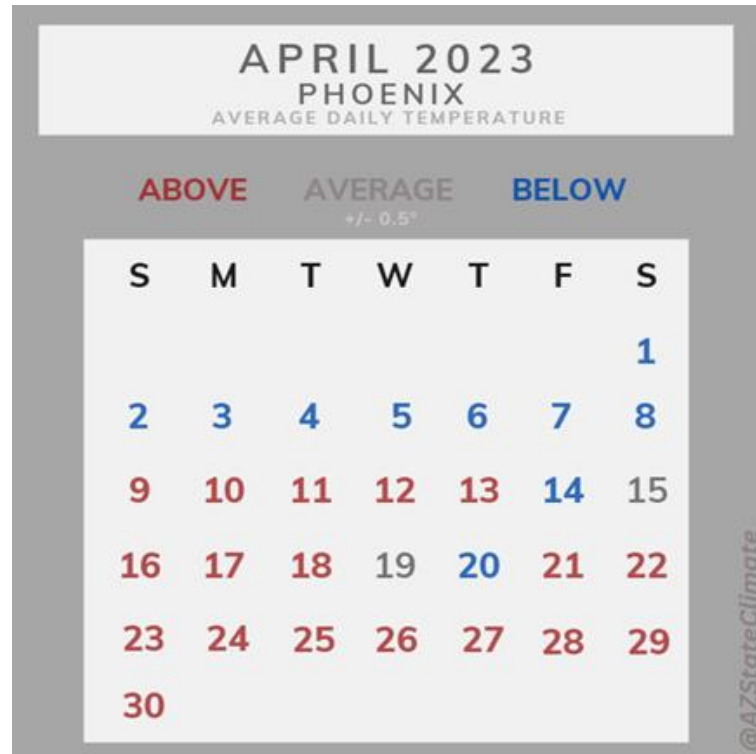 APRIL 2023
PHOENIX
AVERAGE DAILY TEMPERATURE
ABOVE AVERAGE BELOW
+/- 0.5°
S M T W T F S
1
2 3 4 5 6 7 8
9 10 11 12 13 14 15
16 17 18 19 20 21 22
23 24 25 26 27 28 29
30
@AZStateClimate